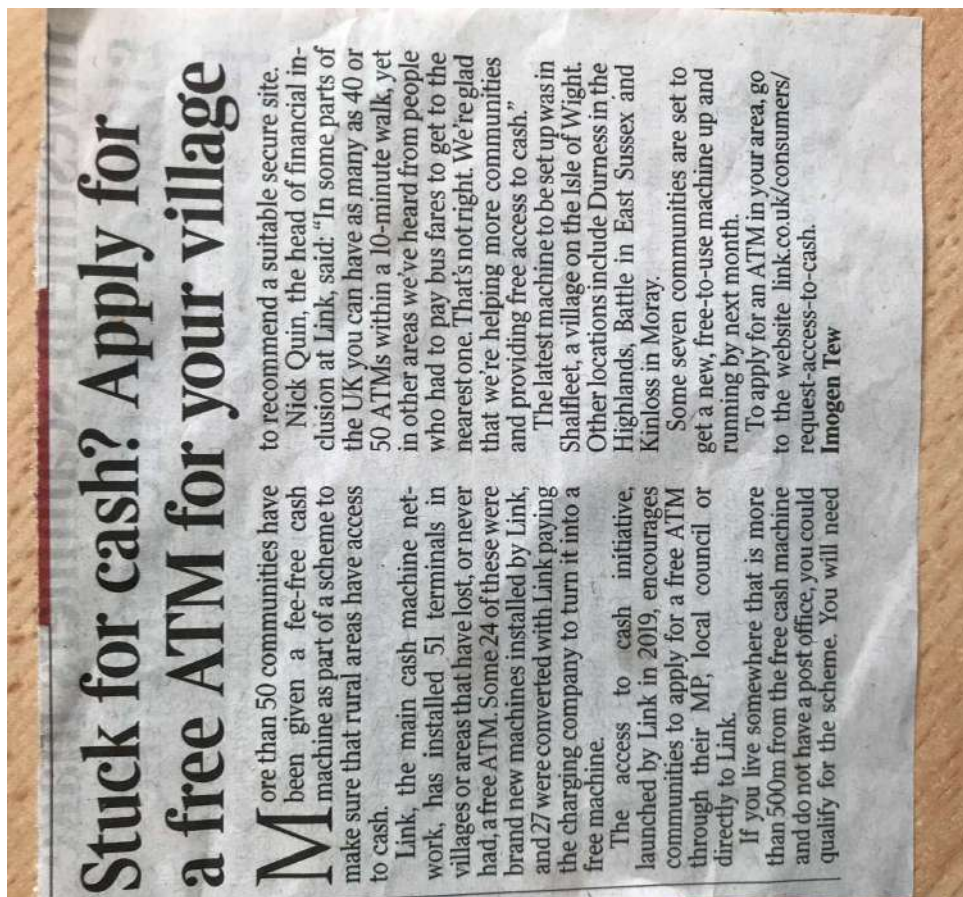 Stuck for cash? Apply for
a free ATM for your village
More than 50 communities have
been given a fee-free cash
machine as part of a scheme to
make sure that rural areas have access
to cash.
Link, the main cash machine net-
work, has installed 51 terminals in
villages or areas that have lost, or never
had, a free ATM. Some 24 of these were
brand new machines installed by Link,
and 27 were converted with Link paying
the charging company to turn it into a
free machine.
The access to cash initiative,
launched by Link in 2019, encourages
communities to apply for a free ATM
through their MP, local council or
directly to Link.
If you live somewhere that is more
than 500m from the free cash machine
and do not have a post office, you could
qualify for the scheme. You will need
to recommend a suitable secure site.
Nick Quin, the head of financial in-
clusion at Link, said: “In some parts of
the UK you can have as many as 40 or
50 ATMs within a 10-minute walk, yet
in other areas we’ve heard from people
who had to pay bus fares to get to the
nearest one. That’s not right. We’re glad
that we’re helping more communities
and providing free access to cash.”
The latest machine to be set up was in
Shalfleet, a village on the Isle of Wight.
Other locations include Durness in the
Highlands, Battle in East Sussex and
Kinloss in Moray.
Some seven communities are set to
get a new, free-to-use machine up and
running by next month.
To apply for an ATM in your area, go
to the website link.co.uk/consumers/
request-access-to-cash.
Imogen Tew